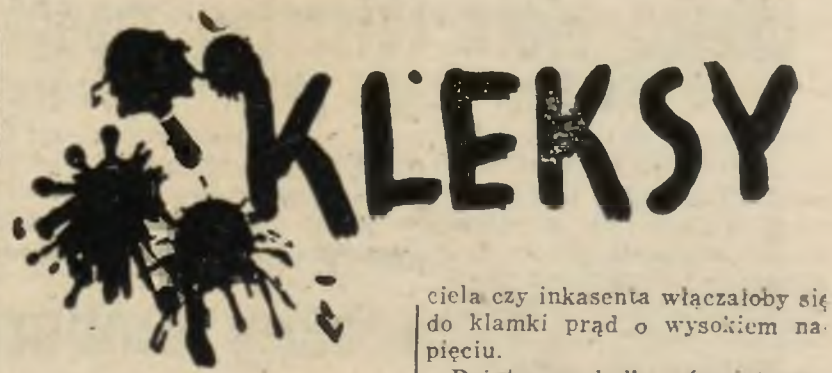 KLEKSY
ciela czy inkasenta włączałoby się
do klamki prąd o wysokiem na-
pięciu.